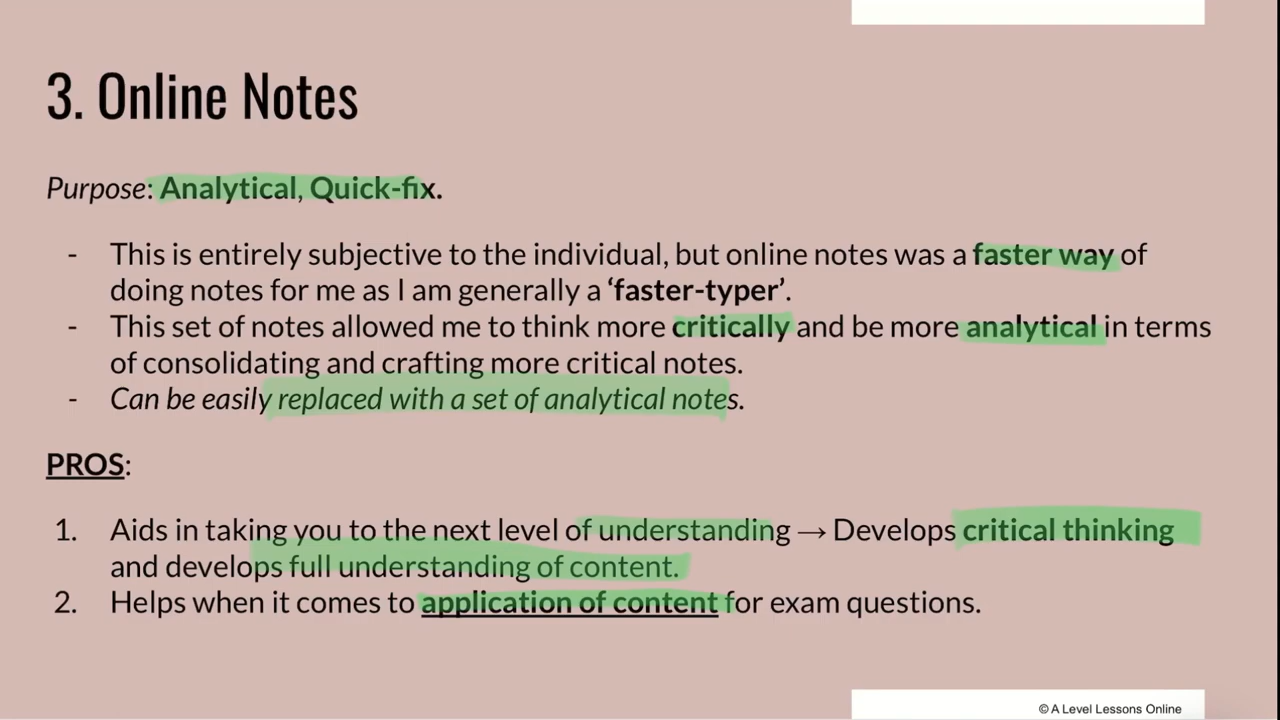 3. Online Notes
Purpose: Analytical, Quick-fix.
- This is entirely subjective to the individual, but online notes was a faster way of
doing notes for me as I am generally a ‘faster-typer’.
- This set of notes allowed me to think more critically and be more analytical in terms
of consolidating and crafting more critical notes.
- Can be easily replaced with a set of analytical notes.
PROS:
1. Aids in taking you to the next level of understanding → Develops critical thinking
and develops full understanding of content.
2. Helps when it comes to application of content for exam questions.
© A Level Lessons Online